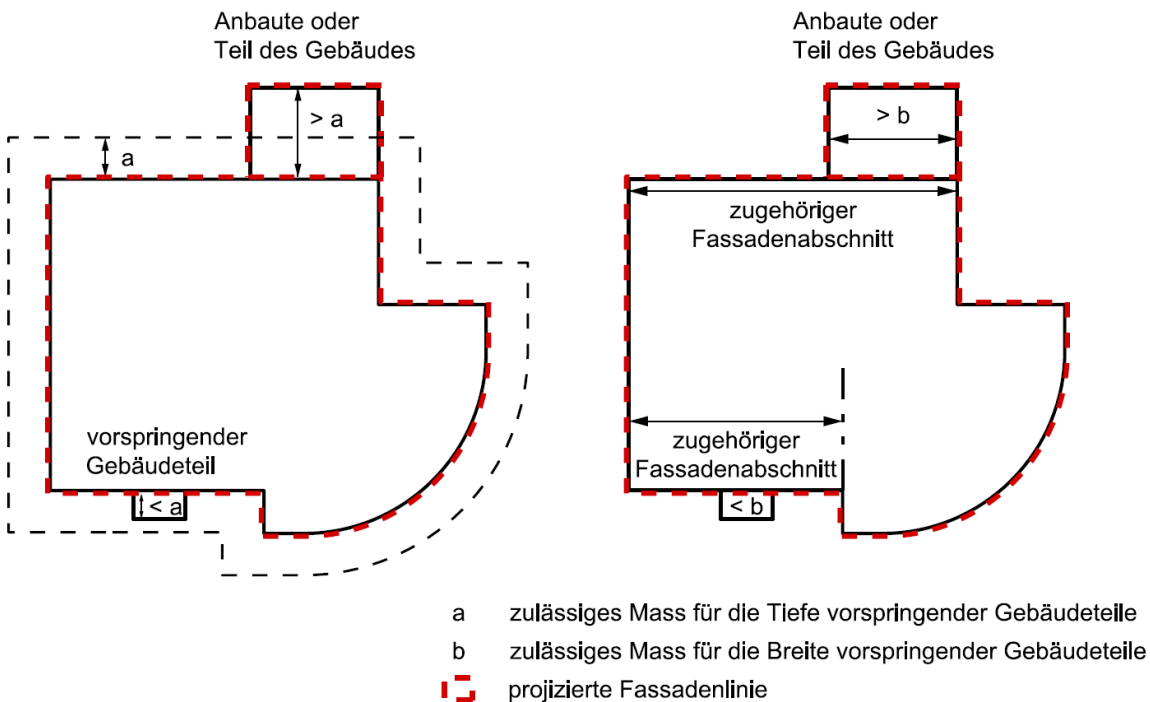 Anbaute oder
Teil des Gebäudes
> a
a
vorspringender
Gebäudeteil
< a
Anbaute oder
Teil des Gebäudes
> b
zugehöriger
Fassadenabschnitt
zugehöriger
Fassadenabschnitt
< b
a zulässiges Mass für die Tiefe vorspringender Gebäudeteile
b zulässiges Mass für die Breite vorspringender Gebäudeteile
projizierte Fassadenlinie